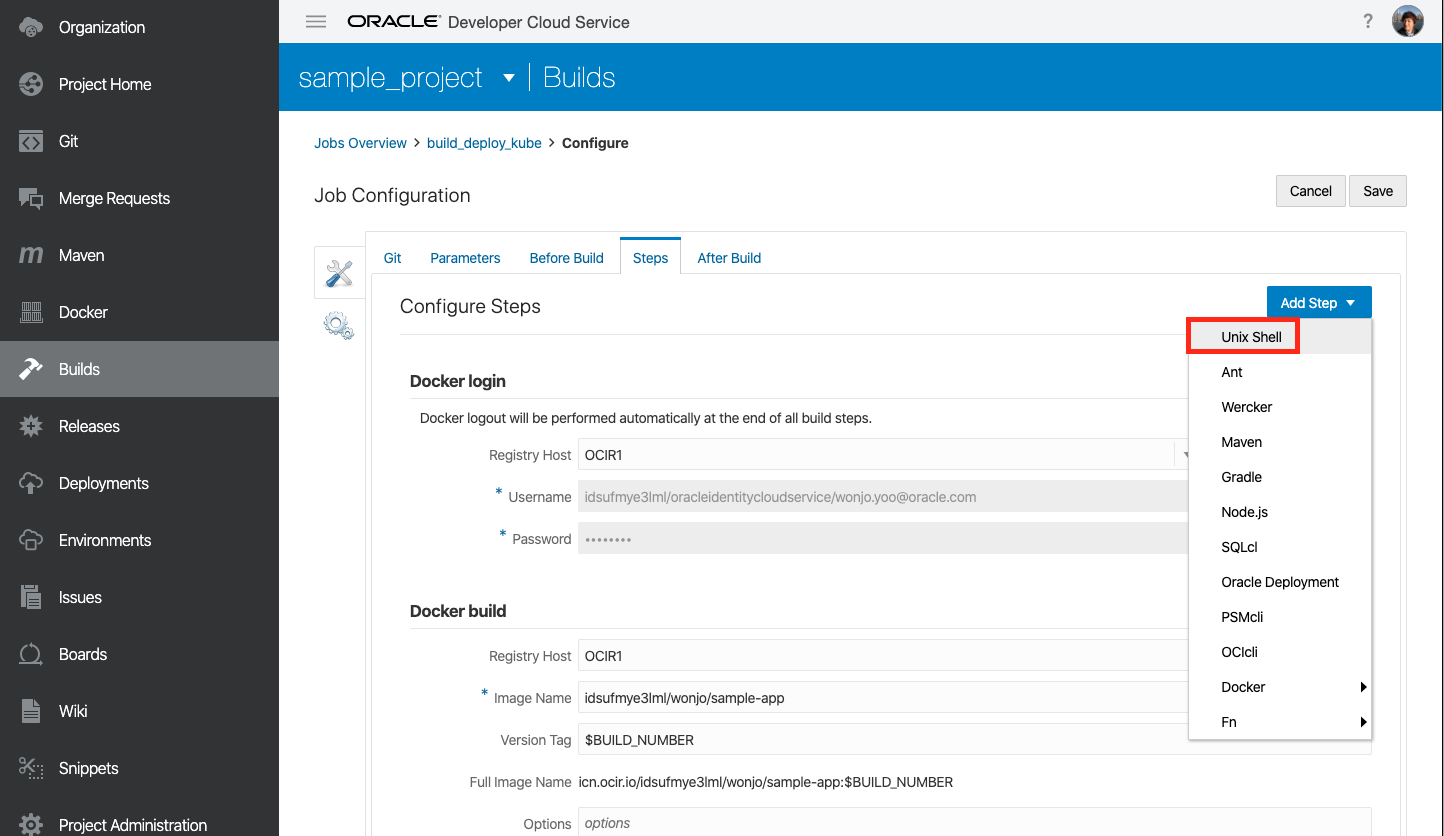 Organization
Project Home
Git
Merge Requests
Maven
Docker
Builds
Releases
Deployments
Environments
Issues
Boards
Wiki
Snippets
Project Administration
ORACLE® Developer Cloud Service
?
sample_project | Builds
Jobs Overview > build_deploy_kube > Configure
Job Configuration
Cancel Save
Git Parameters Before Build Steps After Build
Configure Steps
Add Step
Unix Shell
Ant
Wercker
Maven
Gradle
Node.js
SQLcl
Oracle Deployment
PSMcli
OCIcli
Docker
Fn
Docker login
Docker logout will be performed automatically at the end of all build steps.
Registry Host OCIR1
* Username idsufmye3lml/oracleidentitycloudservice/wonjo.yoo@oracle.com
* Password ••••••••
Docker build
Registry Host OCIR1
* Image Name idsufmye3lml/wonjo/sample-app
Version Tag $BUILD_NUMBER
Full Image Name icn.ocir.io/idsufmye3lml/wonjo/sample-app:$BUILD_NUMBER
Options options